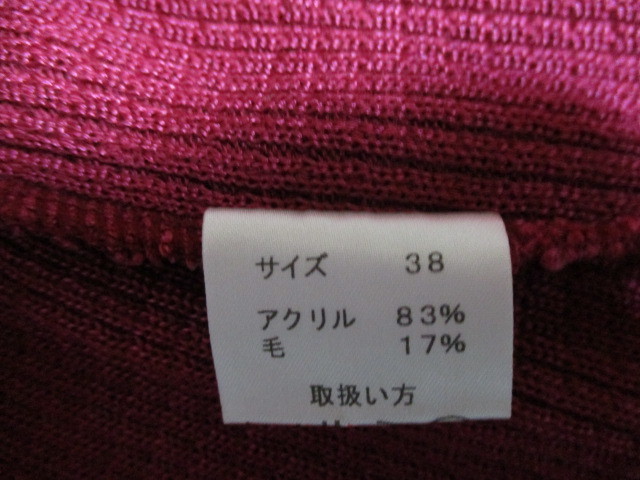 サイズ 38
アクリル 83%
毛 17%
取扱い方